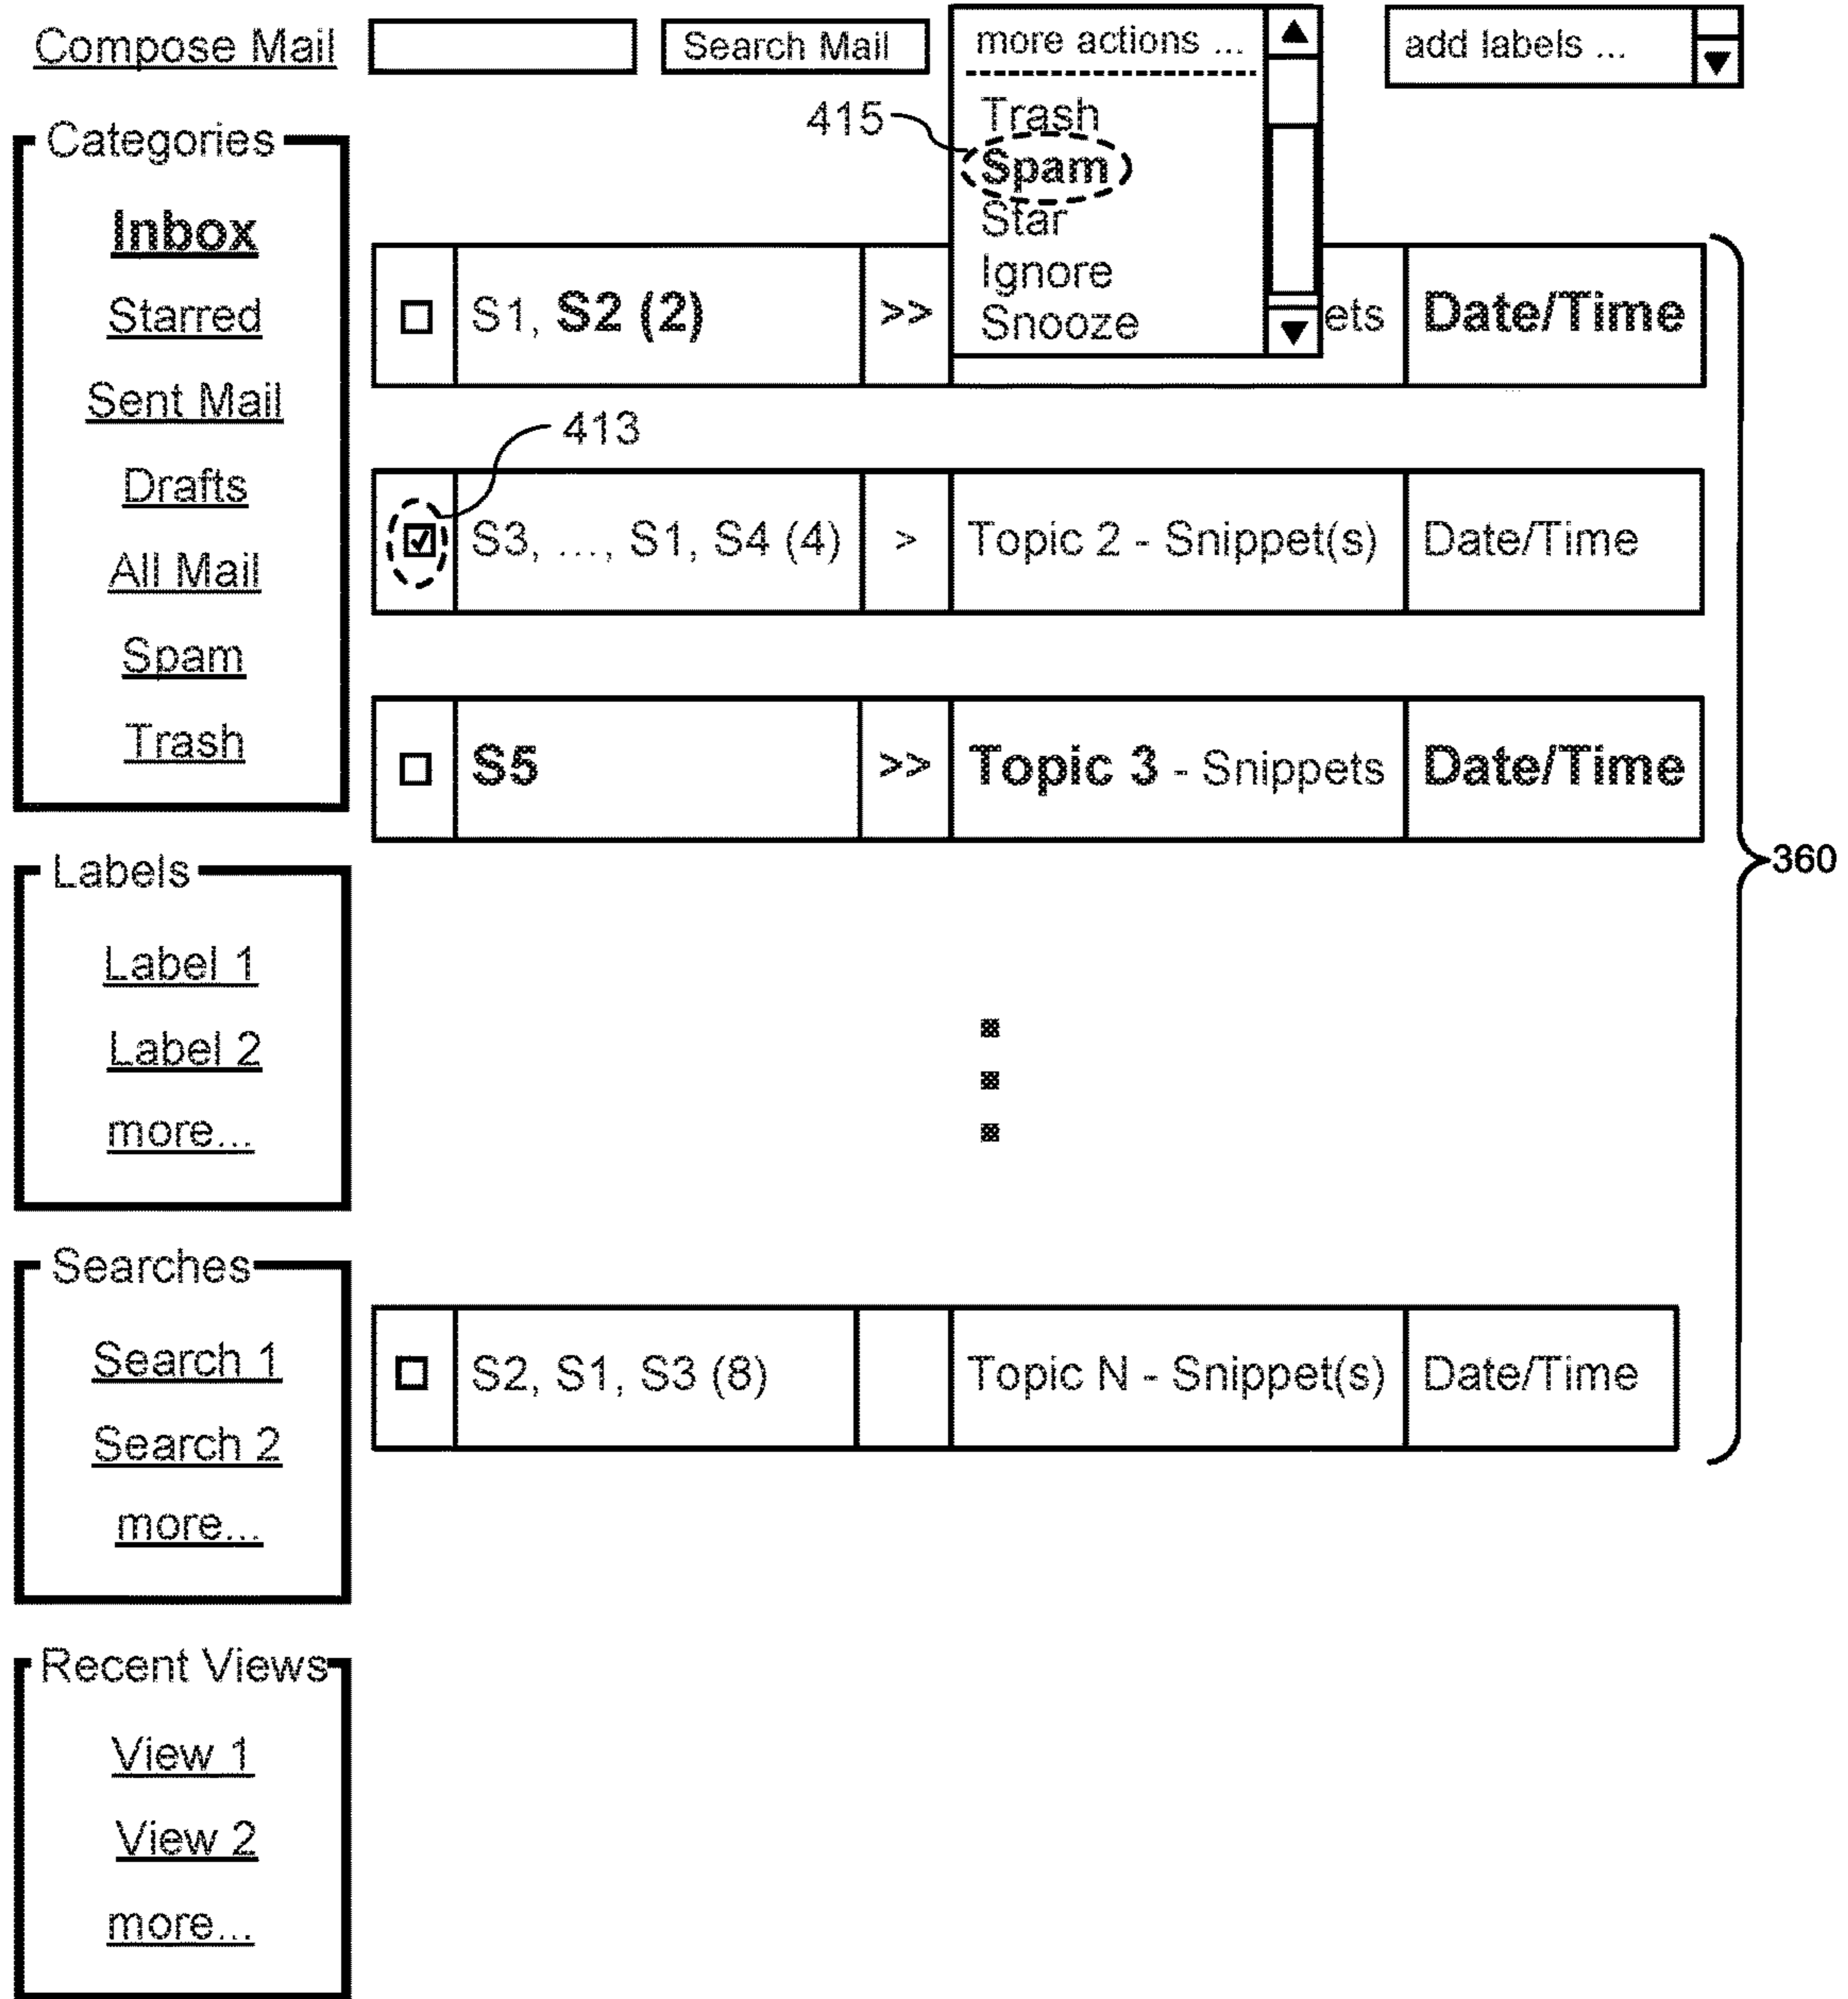 Compose Mail
Search Mail
more actions ...
add labels ...
Trash
Spam
Star
Ignore
Snooze
415
Categories
Inbox
Starred
Sent Mail
Drafts
All Mail
Spam
Trash
S1, S2 (2) >> ets Date/Time
413
S3, ..., S1, S4 (4) > Topic 2 - Snippet(s) Date/Time
S5 >> Topic 3 - Snippets Date/Time
360
Labels
Label 1
Label 2
more...
Searches
Search 1
Search 2
more...
S2, S1, S3 (8) Topic N - Snippet(s) Date/Time
Recent Views
View 1
View 2
more...